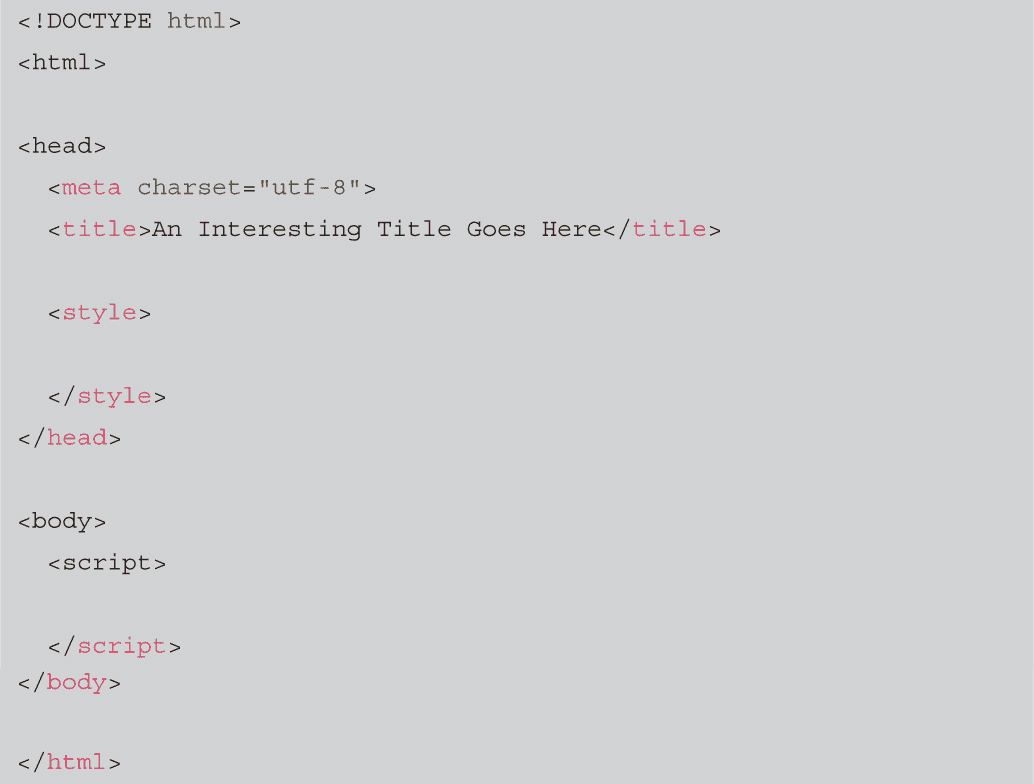 <!DOCTYPE html>
<html>
<head>
<meta charset="utf-8">
<title>An Interesting Title Goes Here</title>
<style>
</style>
</head>
<body>
<script>
</script>
</body>
</html>